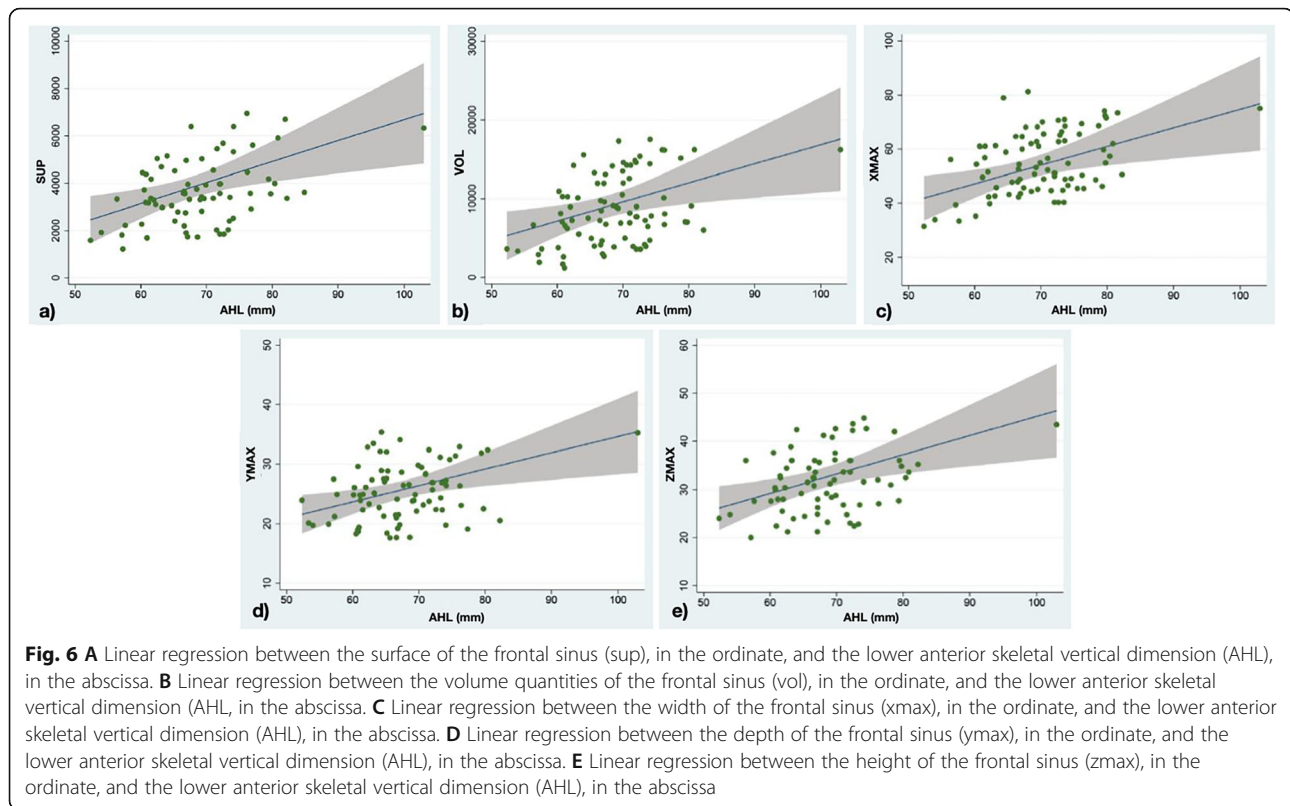 10000
8000
6000
4000
2000
0
SUP
50 60 70 80 90 100
AHL (mm)
a)
30000
20000
10000
0
VOL
50 60 70 80 90 100
AHL (mm)
b)
100
80
60
40
20
XMAX
50 60 70 80 90 100
AHL (mm)
c)
50
40
30
20
10
YMAX
50 60 70 80 90 100
AHL (mm)
d)
60
50
40
30
20
10
ZMAX
50 60 70 80 90 100
AHL (mm)
e)
Fig. 6 A Linear regression between the surface of the frontal sinus (sup), in the ordinate, and the lower anterior skeletal vertical dimension (AHL),
in the abscissa. B Linear regression between the volume quantities of the frontal sinus (vol), in the ordinate, and the lower anterior skeletal
vertical dimension (AHL, in the abscissa. C Linear regression between the width of the frontal sinus (xmax), in the ordinate, and the lower anterior
skeletal vertical dimension (AHL), in the abscissa. D Linear regression between the depth of the frontal sinus (ymax), in the ordinate, and the
lower anterior skeletal vertical dimension (AHL), in the abscissa. E Linear regression between the height of the frontal sinus (zmax), in the
ordinate, and the lower anterior skeletal vertical dimension (AHL), in the abscissa